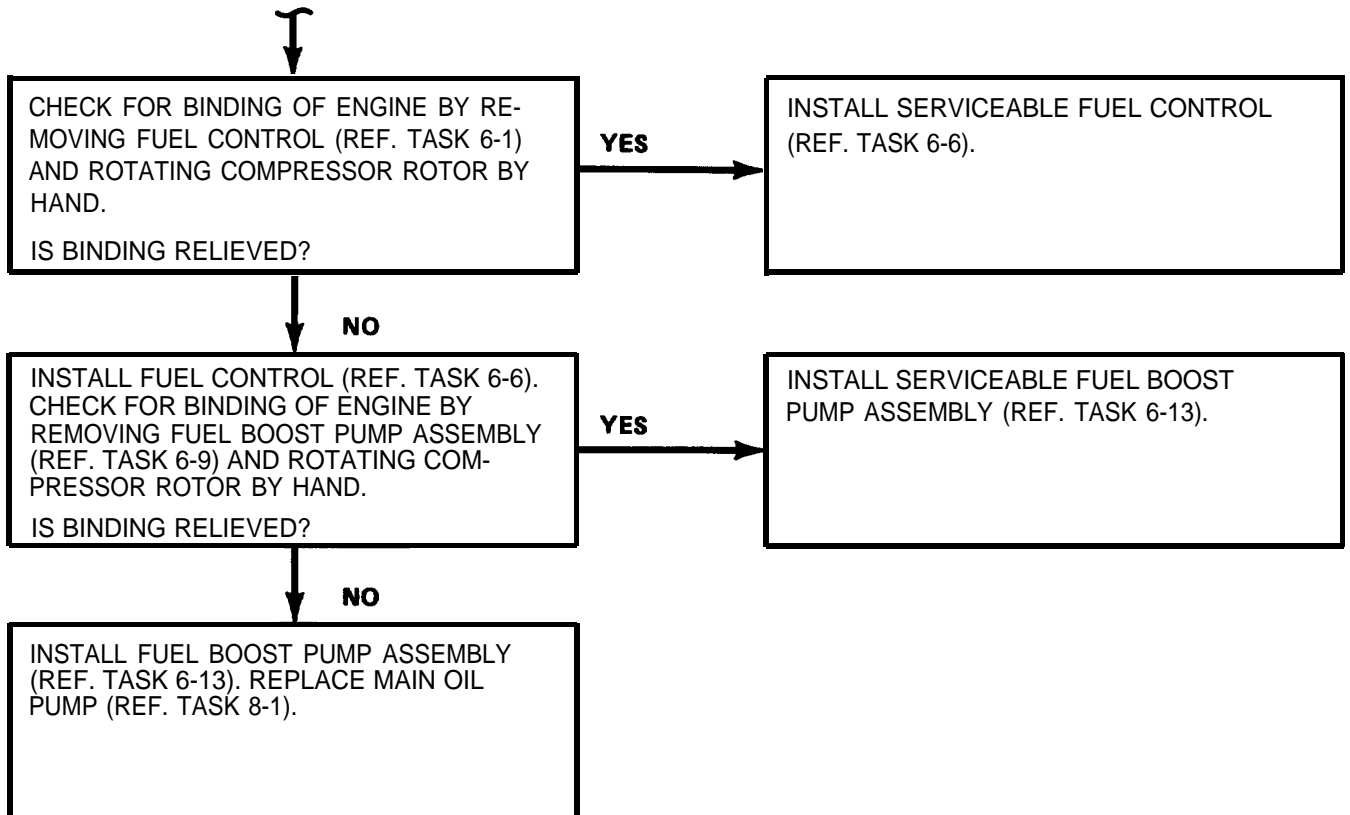 CHECK FOR BINDING OF ENGINE BY RE-
MOVING FUEL CONTROL (REF. TASK 6-1)
AND ROTATING COMPRESSOR ROTOR BY
HAND.
IS BINDING RELIEVED?
YES
INSTALL SERVICEABLE FUEL CONTROL
(REF. TASK 6-6).
NO
INSTALL FUEL CONTROL (REF. TASK 6-6).
CHECK FOR BINDING OF ENGINE BY
REMOVING FUEL BOOST PUMP ASSEMBLY
(REF. TASK 6-9) AND ROTATING COM-
PRESSOR ROTOR BY HAND.
IS BINDING RELIEVED?
YES
INSTALL SERVICEABLE FUEL BOOST
PUMP ASSEMBLY (REF. TASK 6-13).
NO
INSTALL FUEL BOOST PUMP ASSEMBLY
(REF. TASK 6-13). REPLACE MAIN OIL
PUMP (REF. TASK 8-1).